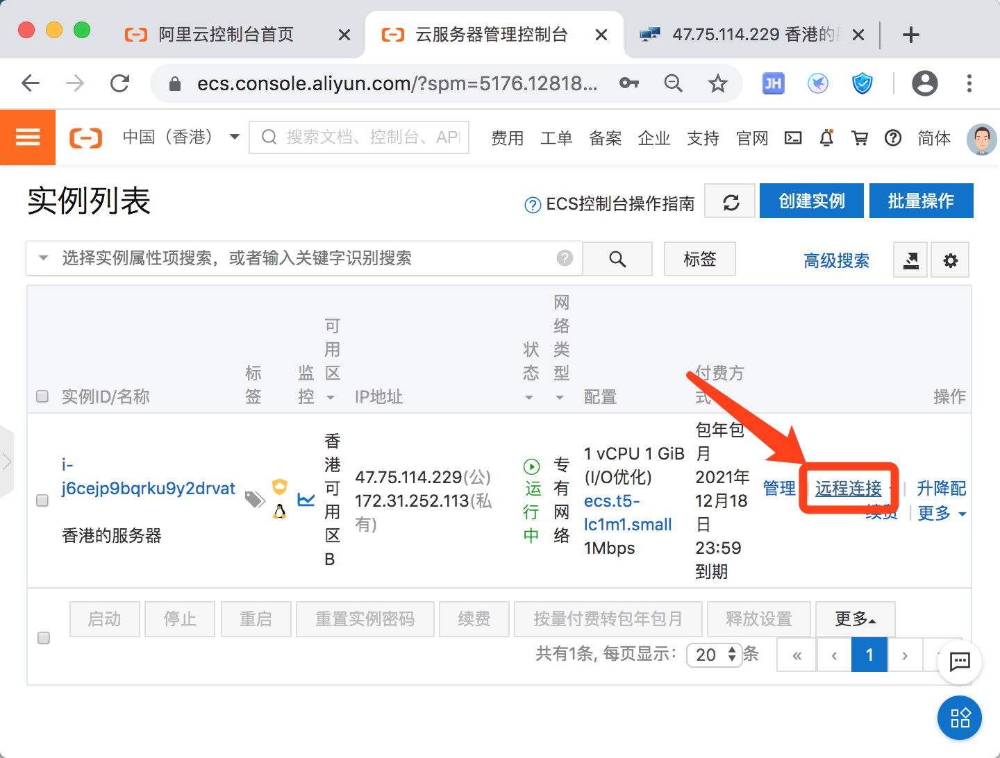 阿里云控制台首页
云服务器管理控制台
47.75.114.229 香港的
ecs.console.aliyun.com/?spm=5176.12818...
JH
中国（香港）
搜索文档、控制台、API
费用
工单
备案
企业
支持
官网
简体
实例列表
ECS控制台操作指南
创建实例
批量操作
选择实例属性项搜索，或者输入关键字识别搜索
标签
高级搜索
实例ID/名称
标签
监控
可用区
IP地址
状态
网络类型
配置
付费方式
操作
i-
j6cejp9bqrku9y2drvat
香港的服务器
香港可用区B
47.75.114.229(公)
172.31.252.113(私
有)
运行中
专有网络
1 vCPU 1 GiB
(I/O优化)
ecs.t5-
lc1m1.small
1Mbps
包年包
月
2021年
12月18
日
23:59
到期
管理
远程连接
升降配
续费
更多
启动
停止
重启
重置实例密码
续费
按量付费转包年包月
释放设置
更多
共有1条, 每页显示：
20
条
«
‹
1
›